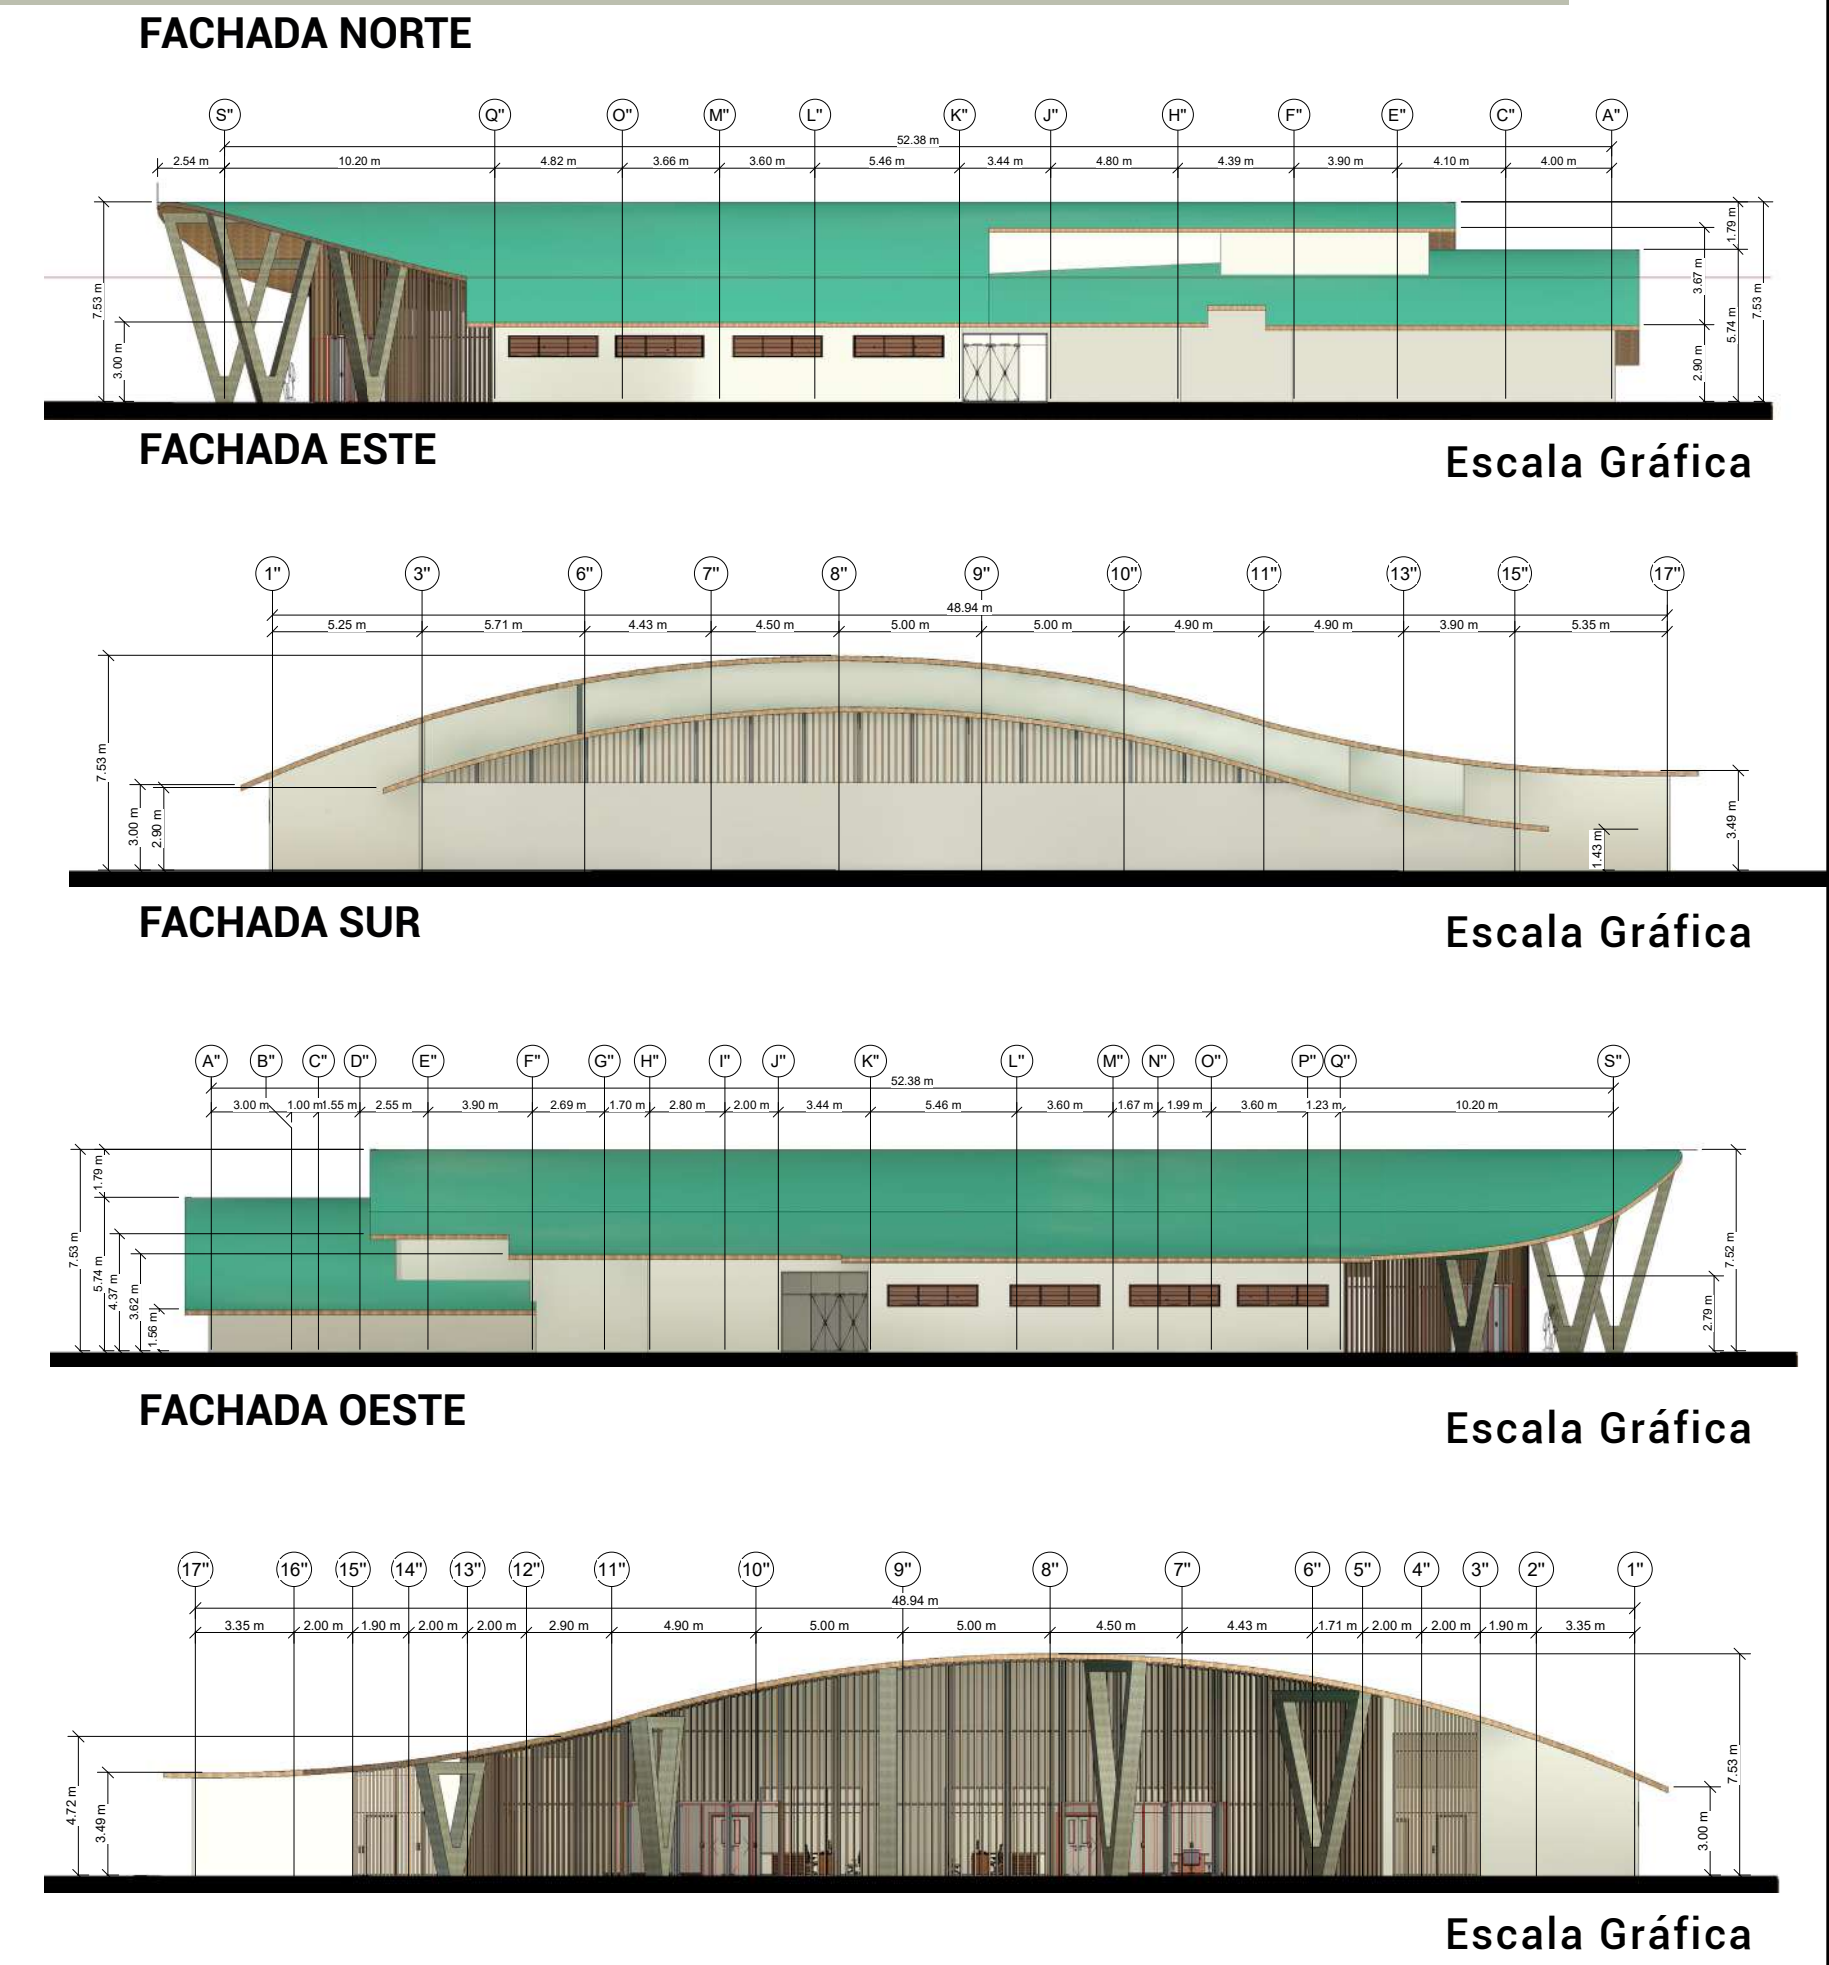 FACHADA NORTE
S" Q" O" M" L" K" J" H" F" E" C" A"
52.38 m
2.54 m 10.20 m 4.82 m 3.66 m 3.60 m 5.46 m 3.44 m 4.80 m 4.39 m 3.90 m 4.10 m 4.00 m
7.53 m
3.00 m
1.79 m
3.67 m
7.53 m
5.74 m
2.90 m
FACHADA ESTE
Escala Gráfica
1" 3" 6" 7" 8" 9" 10" 11" 13" 15" 17"
48.94 m
5.25 m 5.71 m 4.43 m 4.50 m 5.00 m 5.00 m 4.90 m 4.90 m 3.90 m 5.35 m
7.53 m
3.00 m
2.90 m
1.43 m
3.49 m
FACHADA SUR
Escala Gráfica
A" B" C" D" E" F" G" H" I" J" K" L" M" N" O" P" Q" S"
52.38 m
3.00 m 1.00 m 1.55 m 2.55 m 3.90 m 2.69 m 1.70 m 2.80 m 2.00 m 3.44 m 5.46 m 3.60 m 1.67 m 1.99 m 3.60 m 1.23 m 10.20 m
1.79 m
7.53 m
5.74 m
4.37 m
3.62 m
1.56 m
7.52 m
2.79 m
FACHADA OESTE
Escala Gráfica
17" 16" 15" 14" 13" 12" 11" 10" 9" 8" 7" 6" 5" 4" 3" 2" 1"
48.94 m
3.35 m 2.00 m 1.90 m 2.00 m 2.00 m 2.90 m 4.90 m 5.00 m 5.00 m 4.50 m 4.43 m 1.71 m 2.00 m 2.00 m 1.90 m 3.35 m
4.72 m
3.49 m
7.53 m
3.00 m
Escala Gráfica